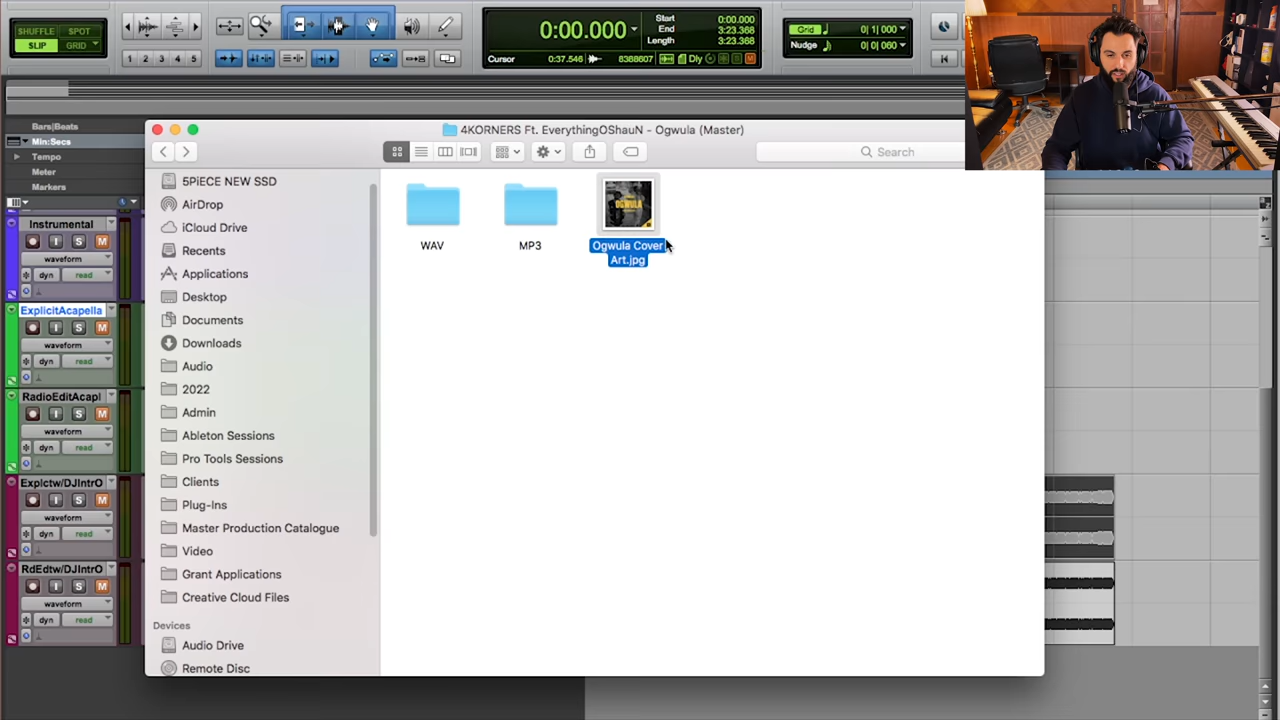 SHUFFLE SPOT
SLIP GRID
1 2 3 4 5
0:00.000
Cursor 0:37.546 8388607
Start 0:00.000
End 3:23.368
Length 3:23.368
Dly
Grid 0| 1| 000
Nudge 0| 0| 060
Bars|Beats
Min:Secs
Tempo
Meter
Markers
Instrumental
I S M
waveform
dyn read
ExplicitAcapella
I S M
waveform
dyn read
RadioEditAcapl
I S M
waveform
dyn read
Explctw/DJIntrO
I S M
waveform
dyn read
RdEdtw/DJIntrO
I S M
waveform
dyn read
4KORNERS Ft. EverythingOShauN - Ogwula (Master)
Search
5PiECE NEW SSD
AirDrop
iCloud Drive
Recents
Applications
Desktop
Documents
Downloads
Audio
2022
Admin
Ableton Sessions
Pro Tools Sessions
Clients
Plug-Ins
Master Production Catalogue
Video
Grant Applications
Creative Cloud Files
Devices
Audio Drive
Remote Disc
WAV
MP3
OGWULA
Ogwula Cover
Art.jpg